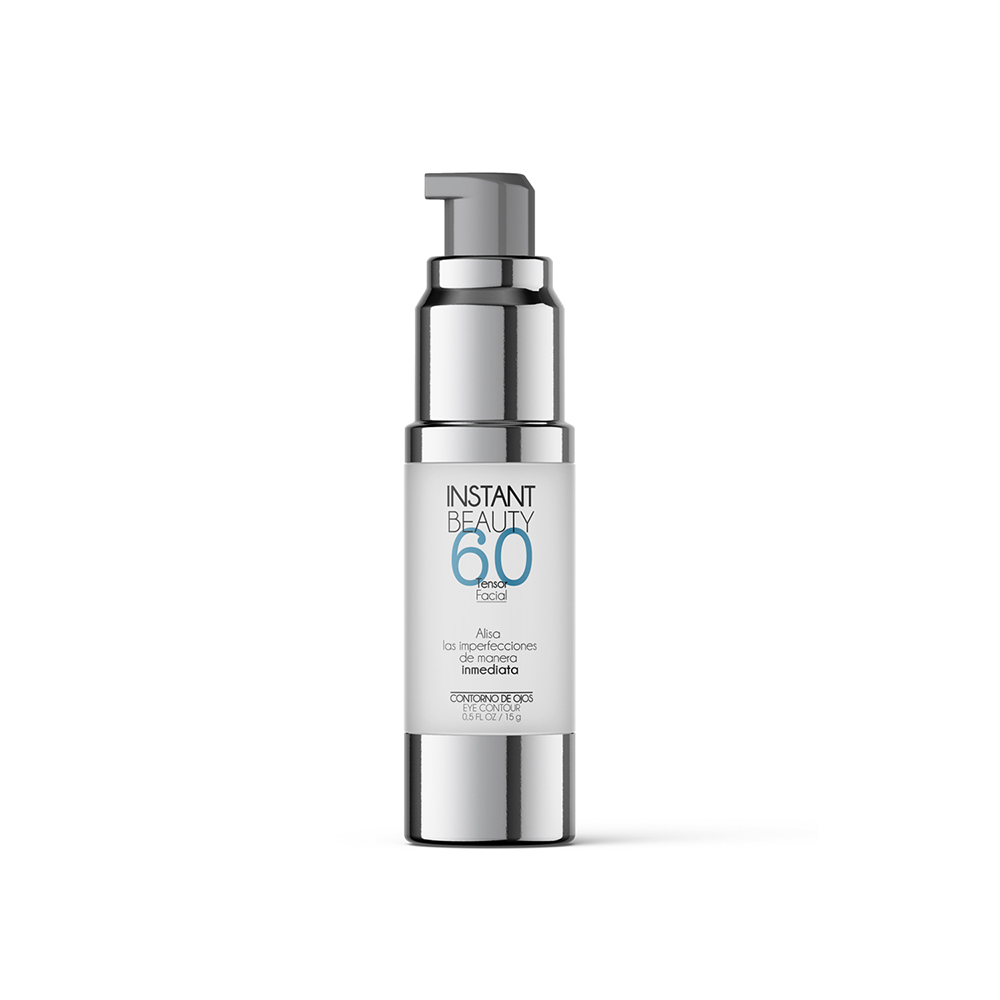 INSTANT
BEAUTY
60
Tensor
Facial
Alisa
las imperfecciones
de manera
inmediata
CONTORNO DE OJOS
EYE CONTOUR
0.5 FL OZ / 15 g